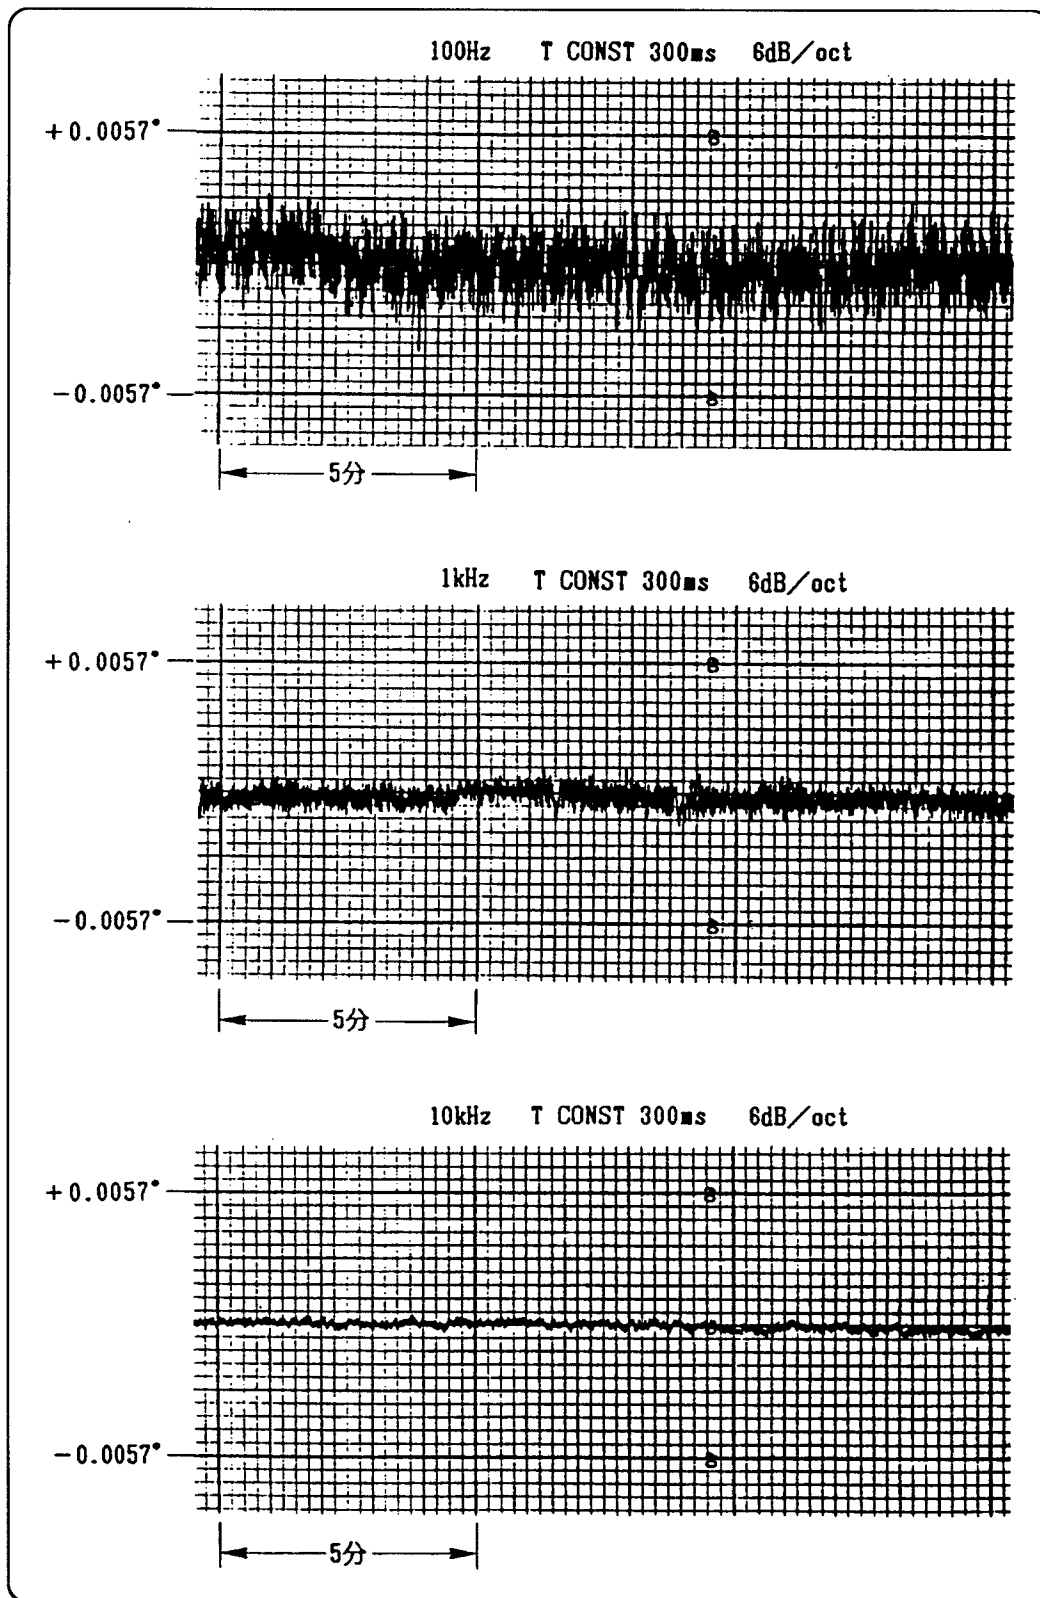 100Hz T CONST 300ms 6dB/oct
+0.0057°
-0.0057°
5分
1kHz T CONST 300ms 6dB/oct
+0.0057°
-0.0057°
5分
10kHz T CONST 300ms 6dB/oct
+0.0057°
-0.0057°
5分